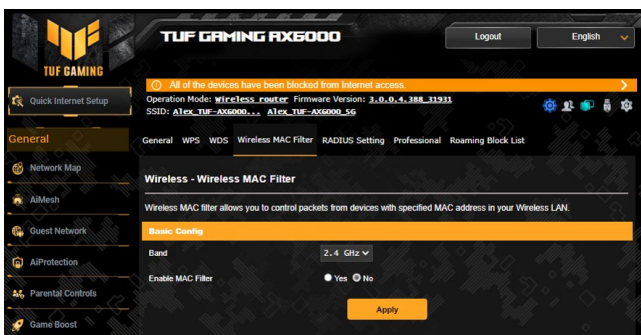 TUF GAMING AX6000
Logout
English
TUF GAMING
All of the devices have been blocked from Internet access.
Quick Internet Setup
Operation Mode: Wireless router Firmware Version: 3.0.0.4.388_31931
SSID: Alex_TUF-AX6000... Alex_TUF-AX6000_5G
General
General WPS WDS Wireless MAC Filter RADIUS Setting Professional Roaming Block List
Network Map
AiMesh
Guest Network
AiProtection
Parental Controls
Game Boost
Wireless - Wireless MAC Filter
Wireless MAC filter allows you to control packets from devices with specified MAC address in your Wireless LAN.
Basic Config
Band 2.4 GHz
Enable MAC Filter Yes No
Apply